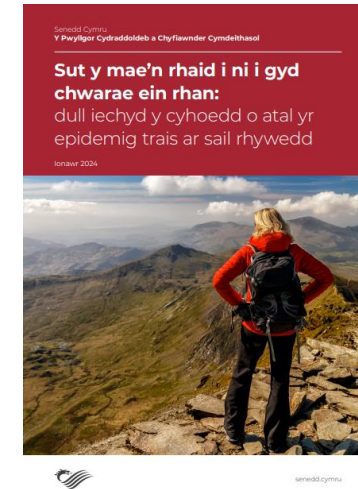 Senedd Cymru
Y Pwyllgor Cydraddoldeb a Chyfiawnder Cymdeithasol
Sut y mae'n rhaid i ni i gyd
chwarae ein rhan:
dull iechyd y cyhoedd o atal yr
epidemig trais ar sail rhywedd
Ionawr 2024
senedd.cymru